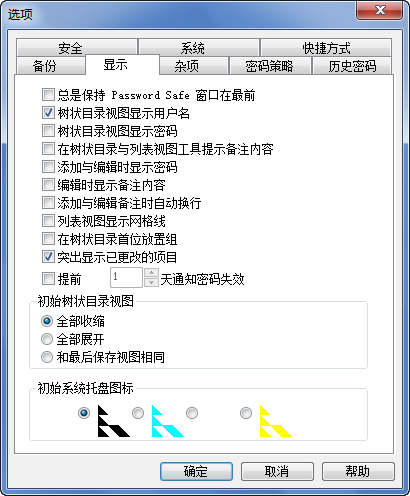 选项
安全 系统 快捷方式
备份 显示 杂项 密码策略 历史密码
总是保持 Password Safe 窗口在最前
树状目录视图显示用户名
树状目录视图显示密码
在树状目录与列表视图工具提示备注内容
添加与编辑时显示密码
编辑时显示备注内容
添加与编辑备注时自动换行
列表视图显示网格线
在树状目录首位放置组
突出显示已更改的项目
提前 1 天通知密码失效
初始树状目录视图
全部收缩
全部展开
和最后保存视图相同
初始系统托盘图标
确定 取消 帮助